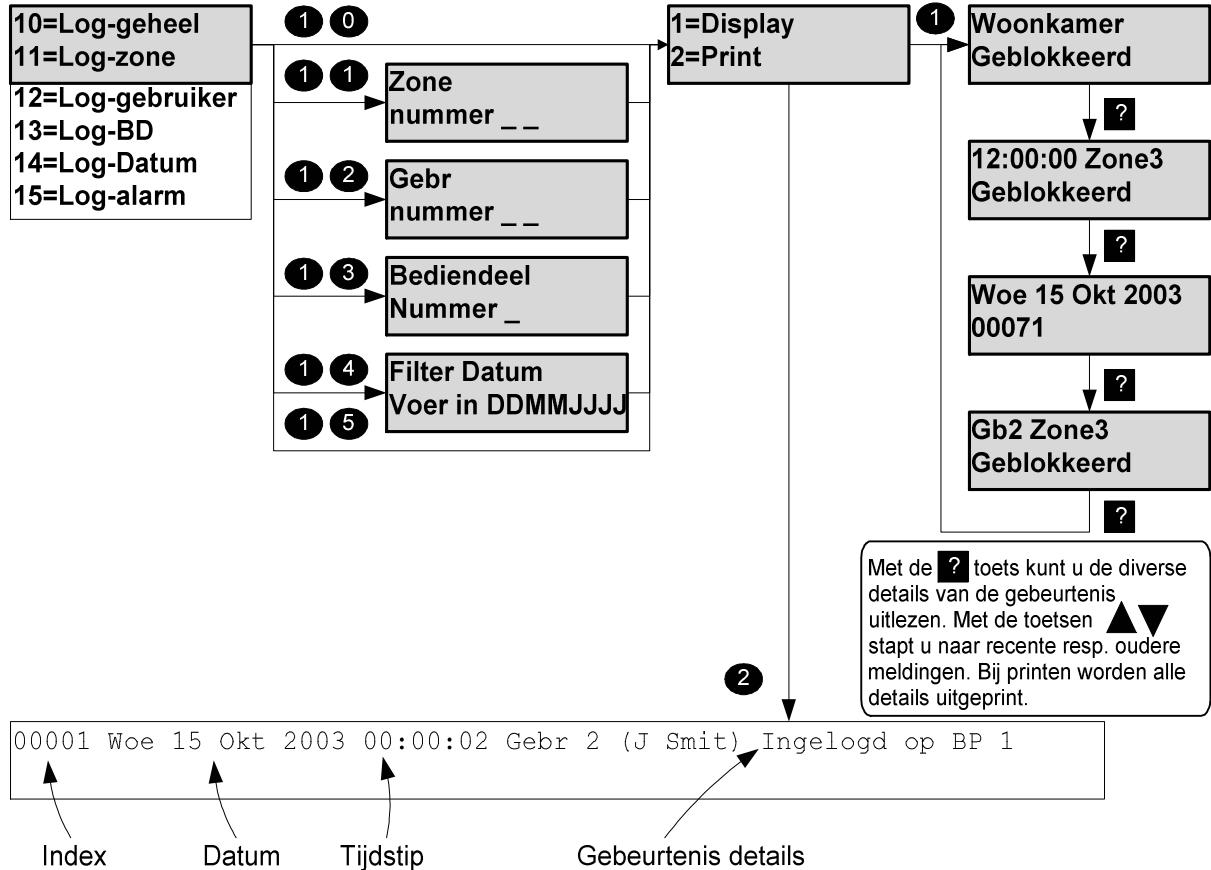 10=Log-geheel
11=Log-zone
12=Log-gebruiker
13=Log-BD
14=Log-Datum
15=Log-alarm
1 0
1 1
Zone
nummer _ _
1 2
Gebr
nummer _ _
1 3
Bediendeel
Nummer _
1 4
Filter Datum
Voer in DDMMJJJJ
1 5
1=Display
2=Print
1
Woonkamer
Geblokkeerd
?
12:00:00 Zone3
Geblokkeerd
?
Woe 15 Okt 2003
00071
?
Gb2 Zone3
Geblokkeerd
?
Met de ? toets kunt u de diverse
details van de gebeurtenis
uitlezen. Met de toetsen
stapt u naar recente resp. oudere
meldingen. Bij printen worden alle
details uitgeprint.
2
00001 Woe 15 Okt 2003 00:00:02 Gebr 2 (J Smit) Ingelogd op BP 1
Index
Datum
Tijdstip
Gebeurtenis details